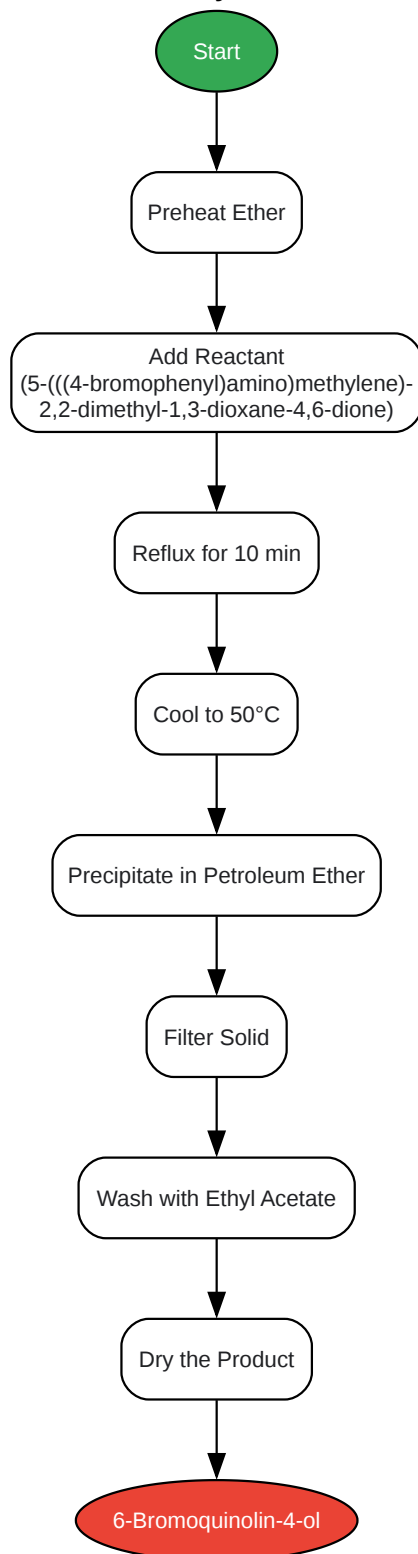 Start
Preheat Ether
Add Reactant
(5-(((4-bromophenyl)amino)methylene)-
2,2-dimethyl-1,3-dioxane-4,6-dione)
Reflux for 10 min
Cool to 50°C
Precipitate in Petroleum Ether
Filter Solid
Wash with Ethyl Acetate
Dry the Product
6-Bromoquinolin-4-ol